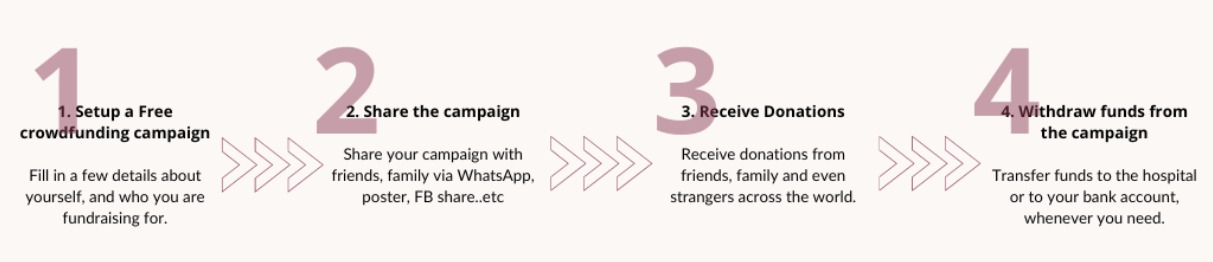 1
1. Setup a Free
crowdfunding campaign
Fill in a few details about
yourself, and who you are
fundraising for.
2
2. Share the campaign
Share your campaign with
friends, family via WhatsApp,
poster, FB share..etc
3
3. Receive Donations
Receive donations from
friends, family and even
strangers across the world.
4
4. Withdraw funds from
the campaign
Transfer funds to the hospital
or to your bank account,
whenever you need.